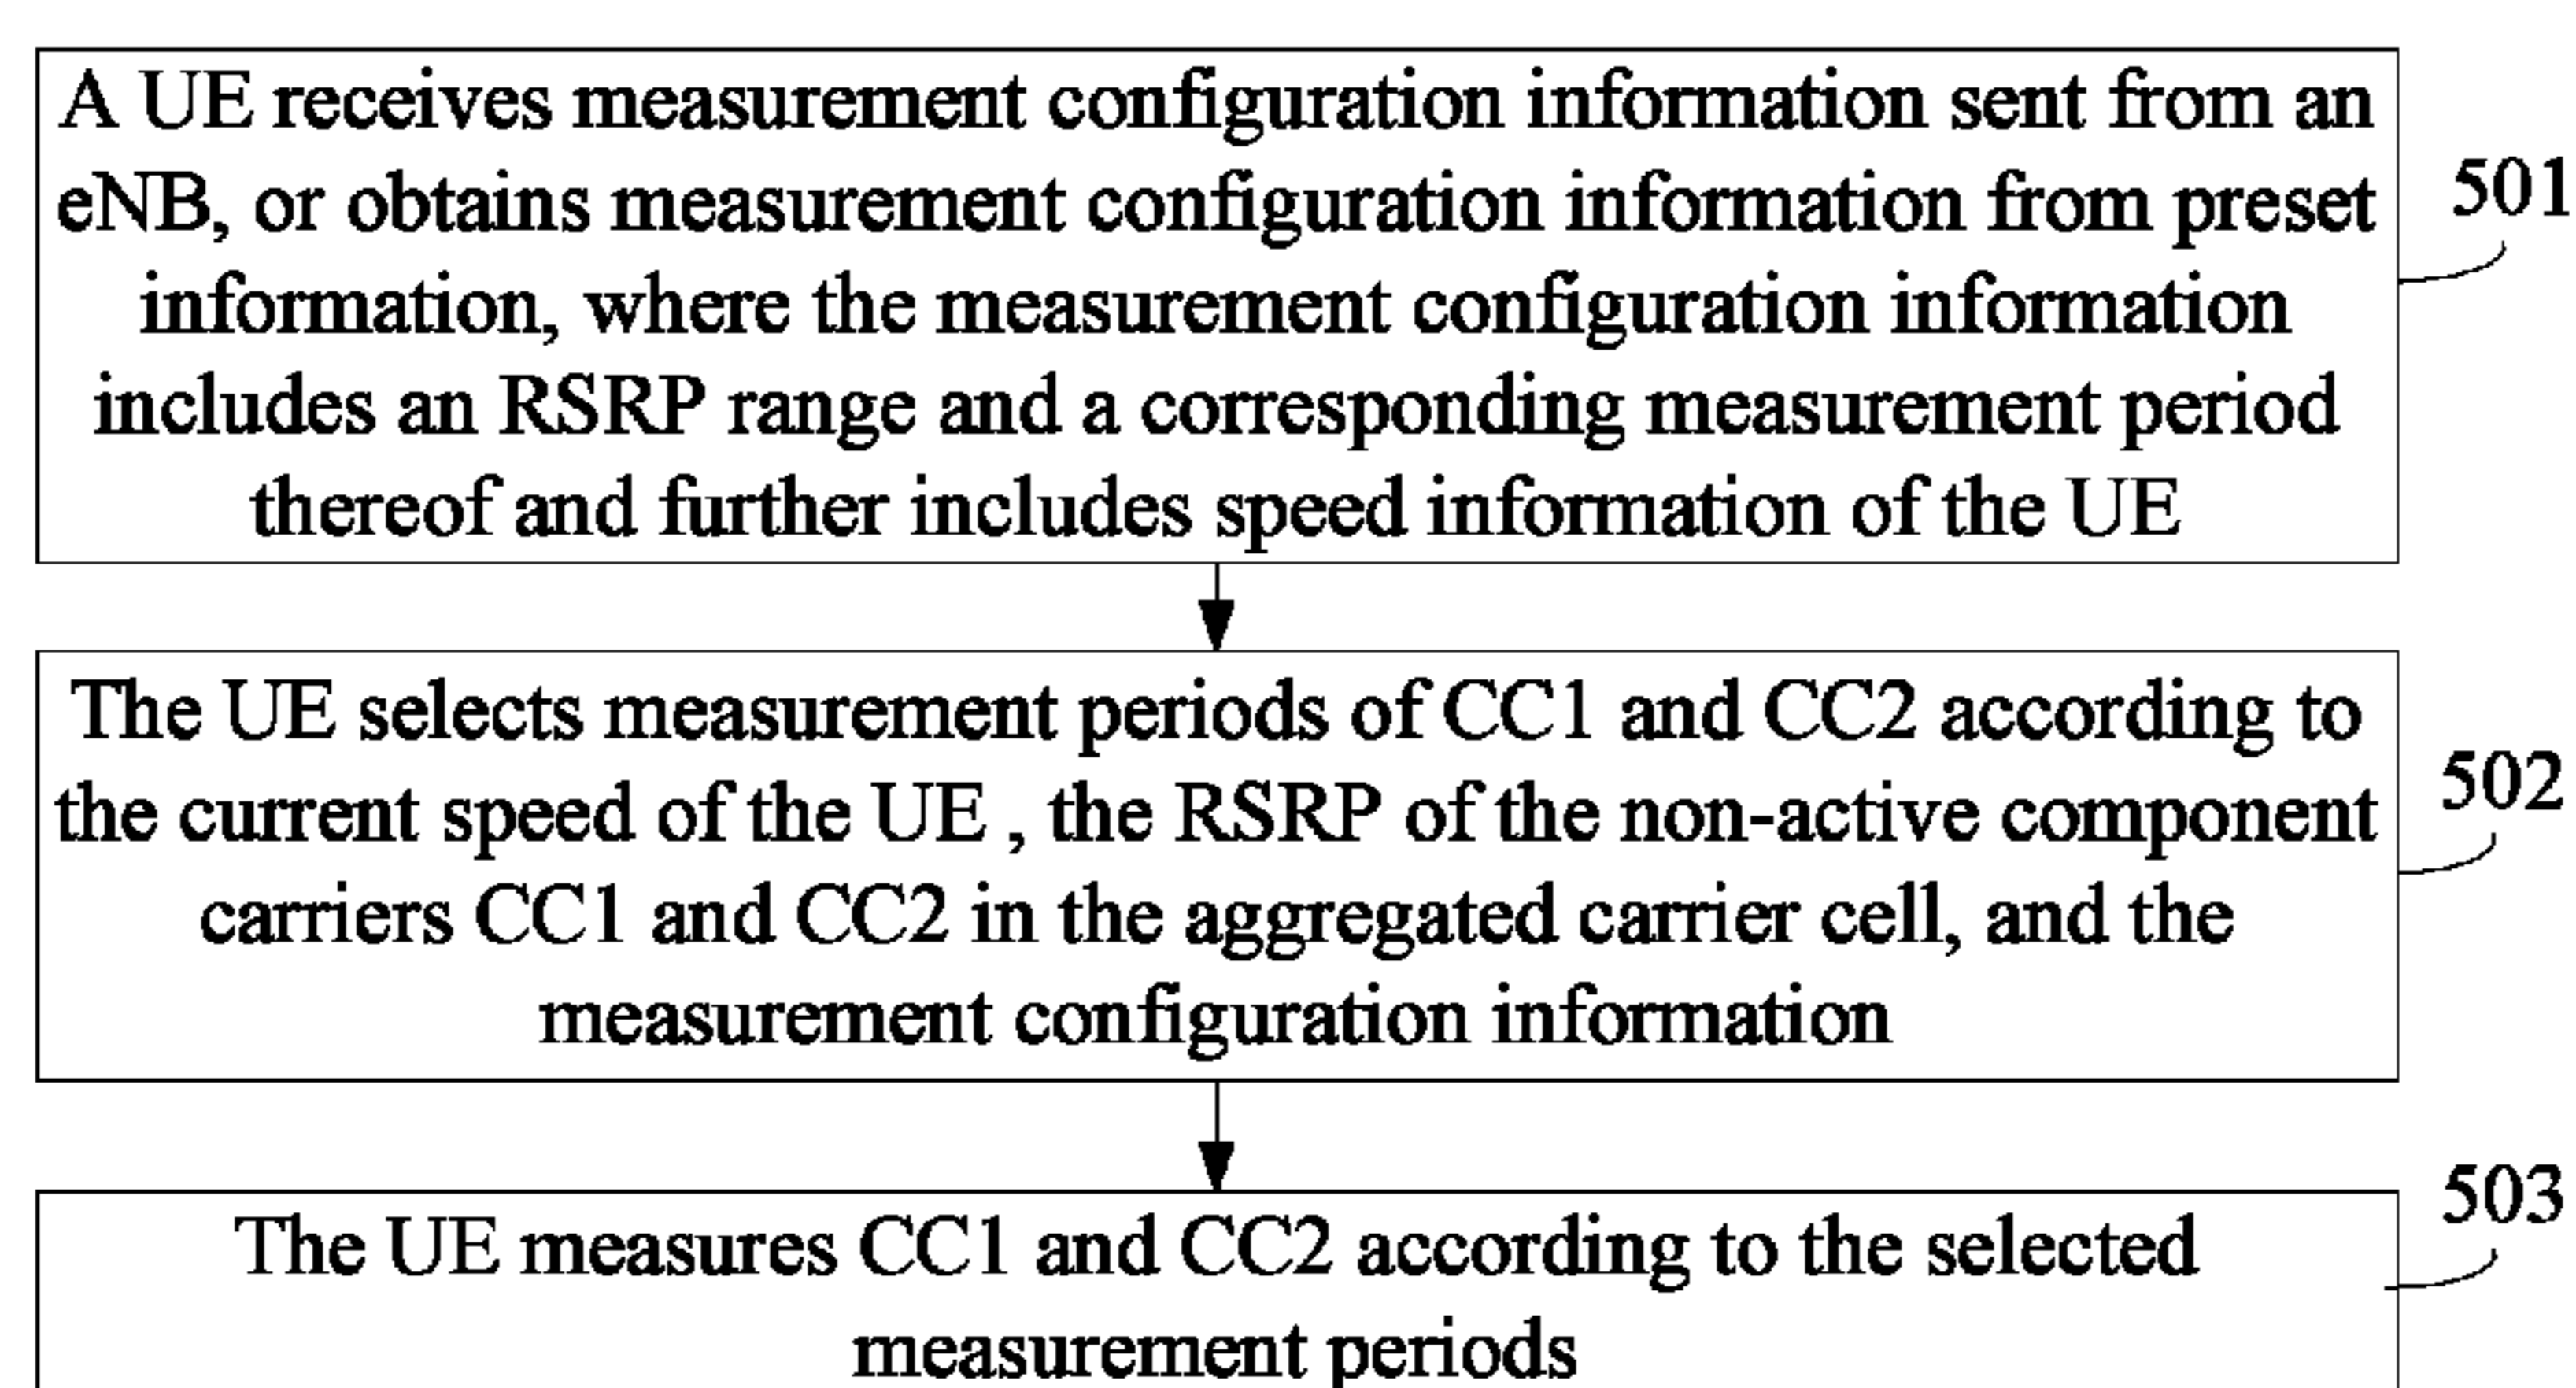 A UE receives measurement configuration information sent from an
eNB, or obtains measurement configuration information from preset
information, where the measurement configuration information
includes an RSRP range and a corresponding measurement period
thereof and further includes speed information of the UE
501
The UE selects measurement periods of CC1 and CC2 according to
the current speed of the UE , the RSRP of the non-active component
carriers CC1 and CC2 in the aggregated carrier cell, and the
measurement configuration information
502
The UE measures CC1 and CC2 according to the selected
measurement periods
503